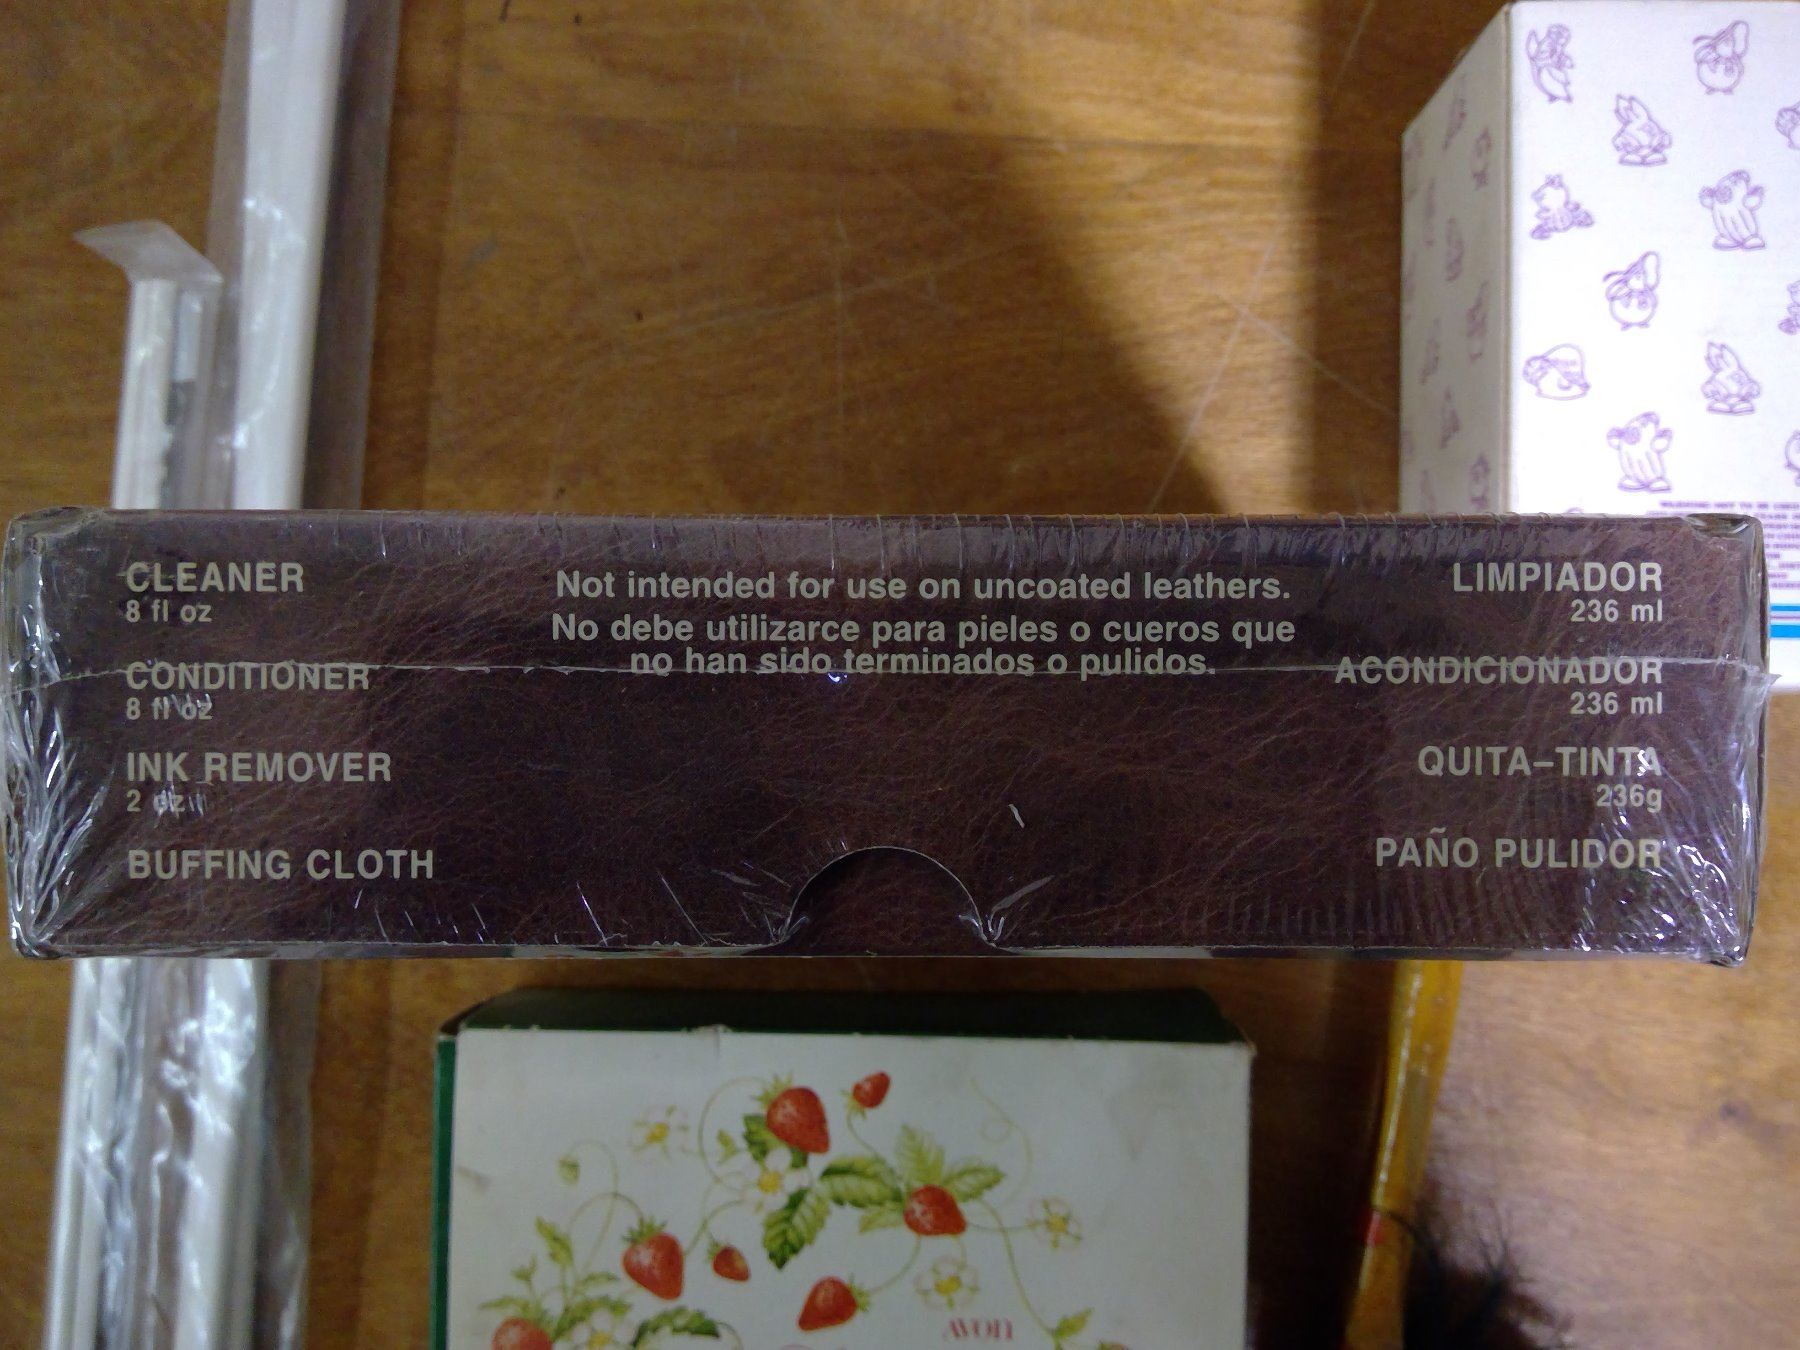 CLEANER
8 fl oz
CONDITIONER
8 fl oz
INK REMOVER
2 oz
BUFFING CLOTH
Not intended for use on uncoated leathers.
No debe utilizarce para pieles o cueros que
no han sido terminados o pulidos.
LIMPIADOR
236 ml
ACONDICIONADOR
236 ml
QUITA–TINTA
236g
PAÑO PULIDOR
AVON